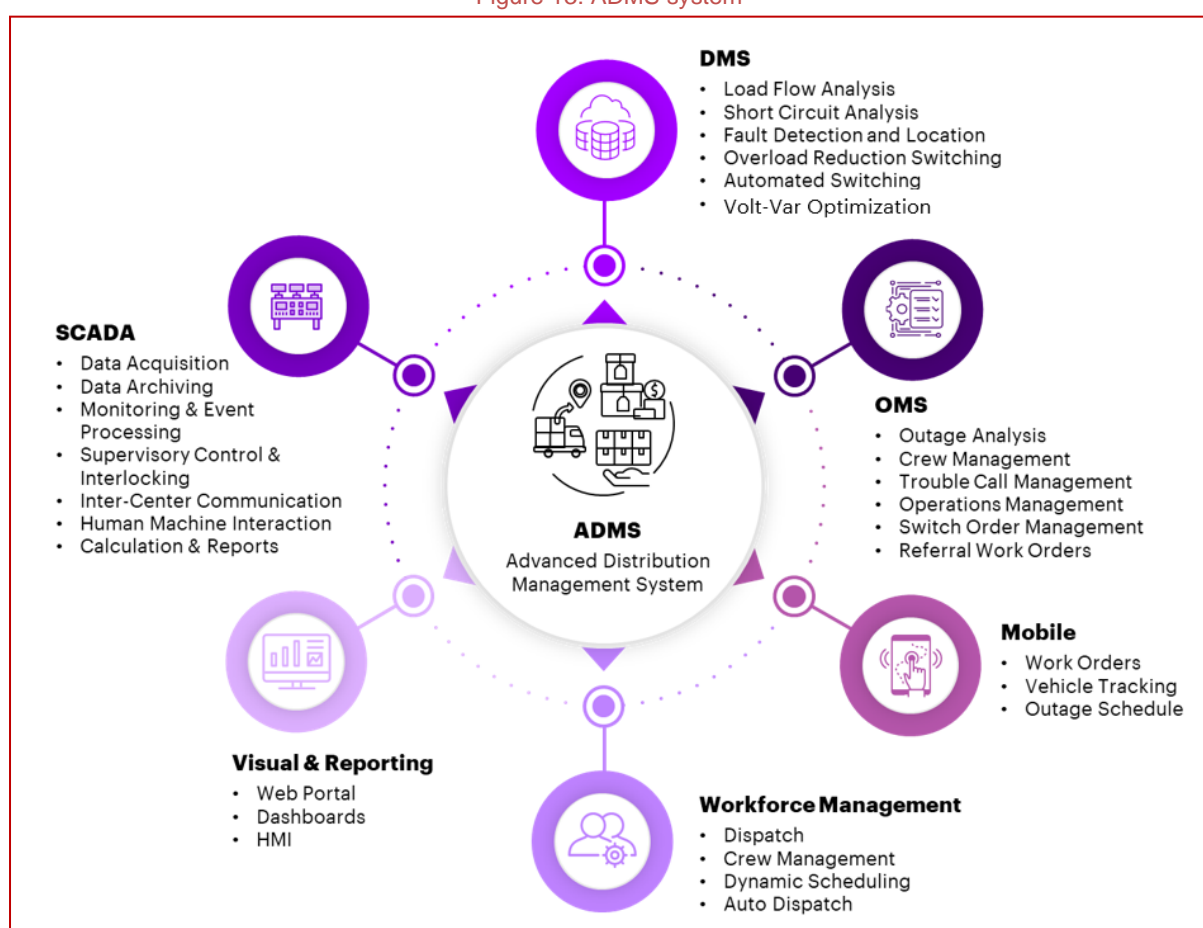 Figure 18: ADMS system
DMS
• Load Flow Analysis
• Short Circuit Analysis
• Fault Detection and Location
• Overload Reduction Switching
• Automated Switching
• Volt-Var Optimization
SCADA
• Data Acquisition
• Data Archiving
• Monitoring & Event
Processing
• Supervisory Control &
Interlocking
• Inter-Center Communication
• Human Machine Interaction
• Calculation & Reports
$
ADMS
Advanced Distribution
Management System
OMS
• Outage Analysis
• Crew Management
• Trouble Call Management
• Operations Management
• Switch Order Management
• Referral Work Orders
Mobile
• Work Orders
• Vehicle Tracking
• Outage Schedule
Visual & Reporting
• Web Portal
• Dashboards
• HMI
Workforce Management
• Dispatch
• Crew Management
• Dynamic Scheduling
• Auto Dispatch